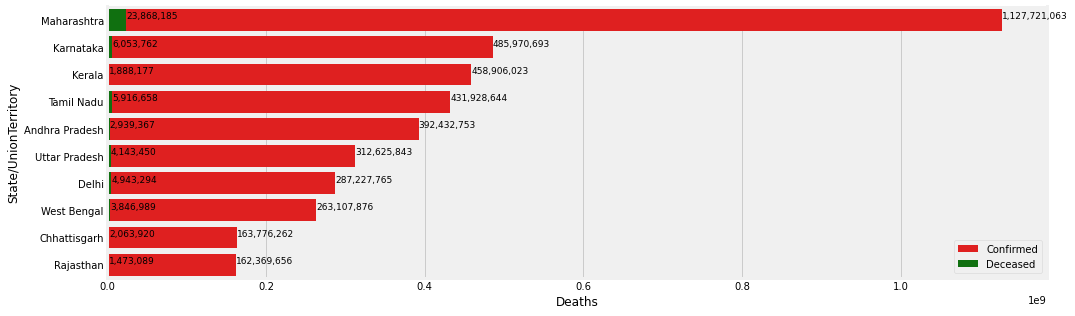 State/UnionTerritory
Maharashtra 23,868,185 1,127,721,063
Karnataka 6,053,762 485,970,693
Kerala 1,888,177 458,906,023
Tamil Nadu 5,916,658 431,928,644
Andhra Pradesh 2,939,367 392,432,753
Uttar Pradesh 4,143,450 312,625,843
Delhi 4,943,294 287,227,765
West Bengal 3,846,989 263,107,876
Chhattisgarh 2,063,920 163,776,262
Rajasthan 1,473,089 162,369,656
Confirmed
Deceased
0.0 0.2 0.4 0.6 0.8 1.0
Deaths
1e9